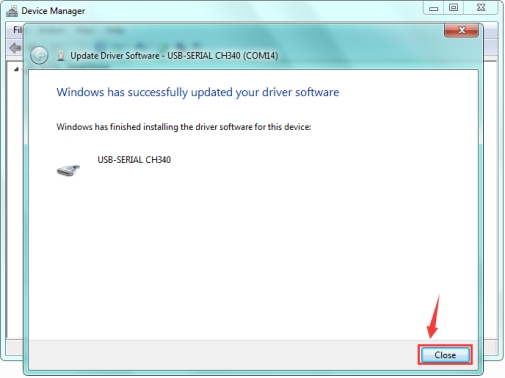 Device Manager
Update Driver Software - USB-SERIAL CH340 (COM14)
Windows has successfully updated your driver software
Windows has finished installing the driver software for this device:
USB-SERIAL CH340
Close